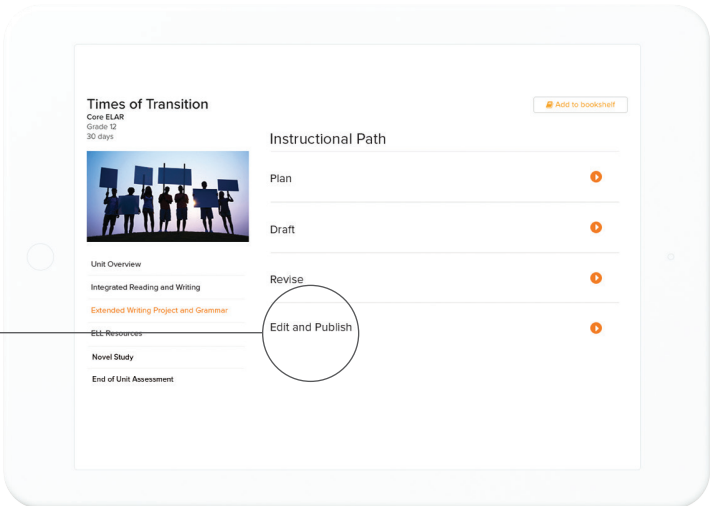 Times of Transition
Core ELAR
Grade 12
30 days
Add to bookshelf
Unit Overview
Integrated Reading and Writing
Extended Writing Project and Grammar
ELL Resources
Novel Study
End of Unit Assessment
Instructional Path
Plan
Draft
Revise
Edit and Publish